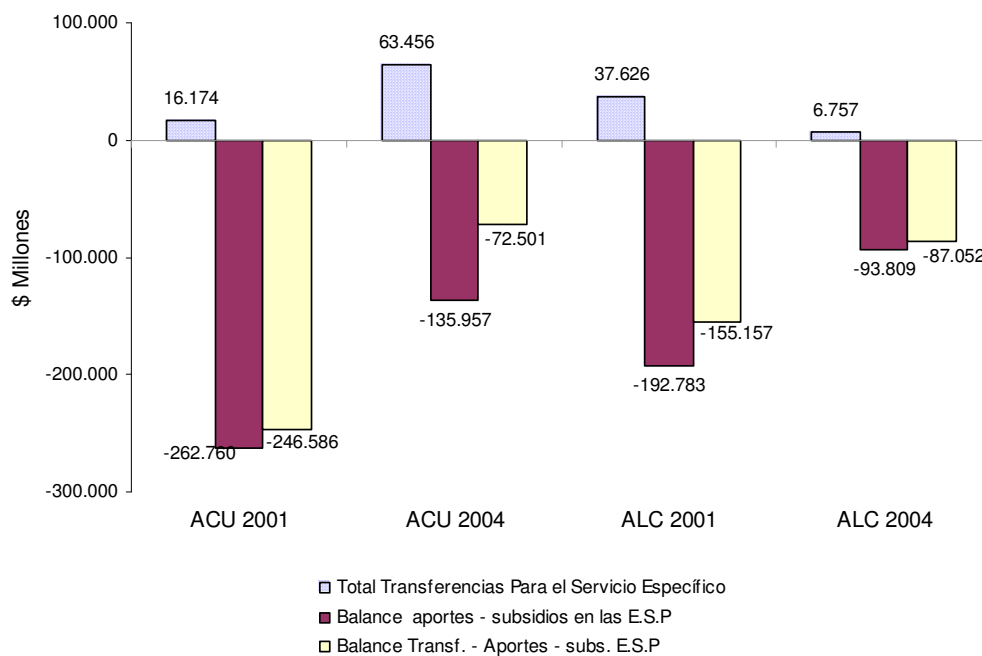 100.000
0
-100.000
-200.000
-300.000
$ Millones
16.174
-262.760
-246.586
63.456
-135.957
-72.501
37.626
-192.783
-155.157
6.757
-93.809
-87.052
ACU 2001
ACU 2004
ALC 2001
ALC 2004
Total Transferencias Para el Servicio Específico
Balance aportes - subsidios en las E.S.P
Balance Transf. - Aportes - subs. E.S.P